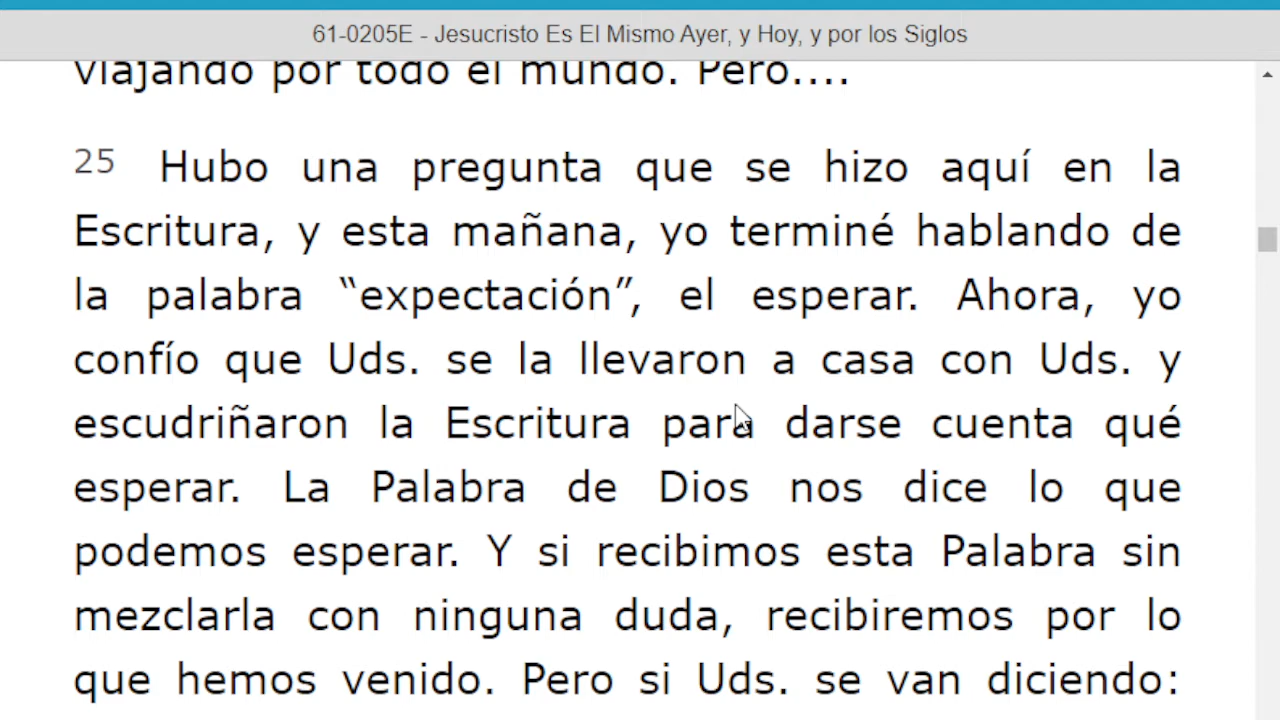 61-0205E - Jesucristo Es El Mismo Ayer, y Hoy, y por los Siglos
viajando por todo el mundo. Pero....
25 Hubo una pregunta que se hizo aquí en la
Escritura, y esta mañana, yo terminé hablando de
la palabra “expectación”, el esperar. Ahora, yo
confío que Uds. se la llevaron a casa con Uds. y
escudriñaron la Escritura para darse cuenta qué
esperar. La Palabra de Dios nos dice lo que
podemos esperar. Y si recibimos esta Palabra sin
mezclarla con ninguna duda, recibiremos por lo
que hemos venido. Pero si Uds. se van diciendo: